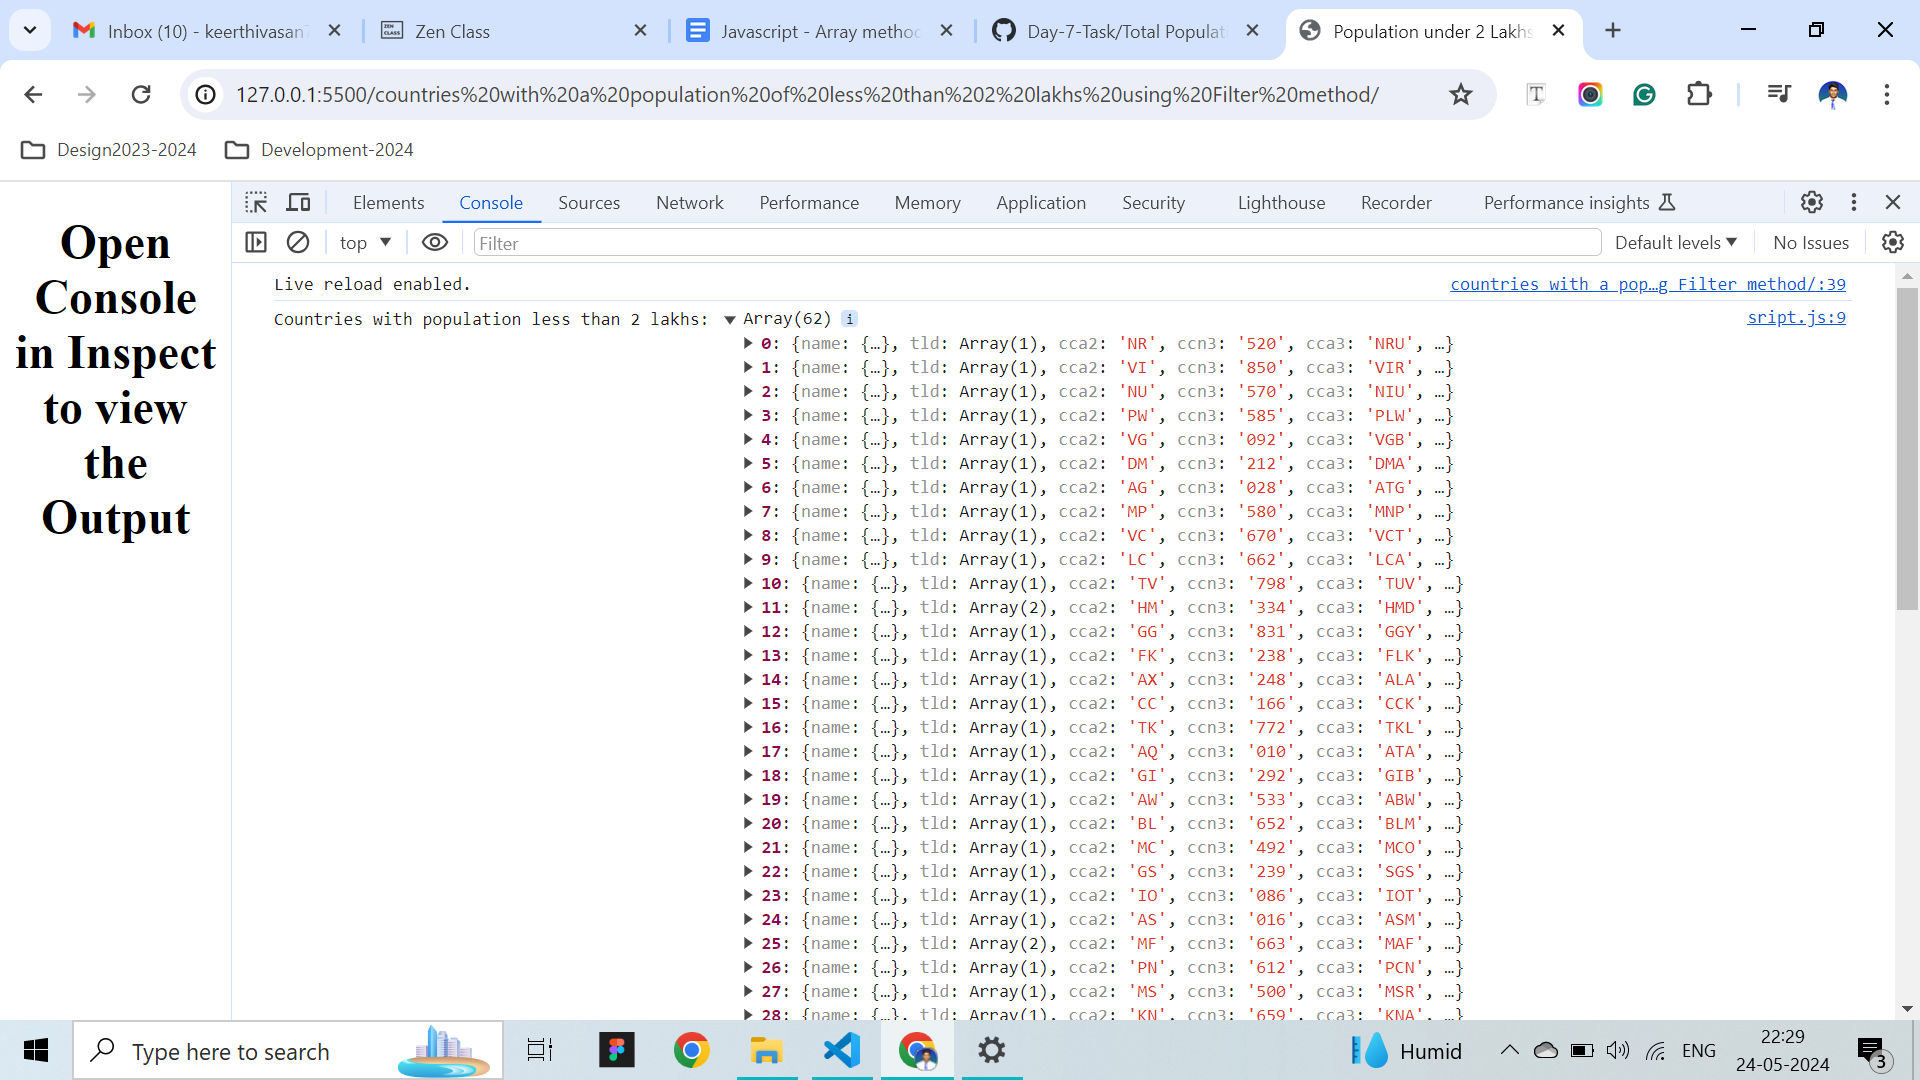 Inbox (10) - keerthivasan7
Zen Class
Javascript - Array method
Day-7-Task/Total Populat
Population under 2 Lakhs
127.0.0.1:5500/countries%20with%20a%20population%20of%20less%20than%202%20lakhs%20using%20Filter%20method/
Design2023-2024
Development-2024
Open
Console
in Inspect
to view
the
Output
Elements Console Sources Network Performance Memory Application Security Lighthouse Recorder Performance insights
top
Filter
Default levels
No Issues
Live reload enabled. countries with a pop…g Filter method/:39
Countries with population less than 2 lakhs: Array(62) i sript.js:9
0: {name: {…}, tld: Array(1), cca2: 'NR', ccn3: '520', cca3: 'NRU', …}
1: {name: {…}, tld: Array(1), cca2: 'VI', ccn3: '850', cca3: 'VIR', …}
2: {name: {…}, tld: Array(1), cca2: 'NU', ccn3: '570', cca3: 'NIU', …}
3: {name: {…}, tld: Array(1), cca2: 'PW', ccn3: '585', cca3: 'PLW', …}
4: {name: {…}, tld: Array(1), cca2: 'VG', ccn3: '092', cca3: 'VGB', …}
5: {name: {…}, tld: Array(1), cca2: 'DM', ccn3: '212', cca3: 'DMA', …}
6: {name: {…}, tld: Array(1), cca2: 'AG', ccn3: '028', cca3: 'ATG', …}
7: {name: {…}, tld: Array(1), cca2: 'MP', ccn3: '580', cca3: 'MNP', …}
8: {name: {…}, tld: Array(1), cca2: 'VC', ccn3: '670', cca3: 'VCT', …}
9: {name: {…}, tld: Array(1), cca2: 'LC', ccn3: '662', cca3: 'LCA', …}
10: {name: {…}, tld: Array(1), cca2: 'TV', ccn3: '798', cca3: 'TUV', …}
11: {name: {…}, tld: Array(2), cca2: 'HM', ccn3: '334', cca3: 'HMD', …}
12: {name: {…}, tld: Array(1), cca2: 'GG', ccn3: '831', cca3: 'GGY', …}
13: {name: {…}, tld: Array(1), cca2: 'FK', ccn3: '238', cca3: 'FLK', …}
14: {name: {…}, tld: Array(1), cca2: 'AX', ccn3: '248', cca3: 'ALA', …}
15: {name: {…}, tld: Array(1), cca2: 'CC', ccn3: '166', cca3: 'CCK', …}
16: {name: {…}, tld: Array(1), cca2: 'TK', ccn3: '772', cca3: 'TKL', …}
17: {name: {…}, tld: Array(1), cca2: 'AQ', ccn3: '010', cca3: 'ATA', …}
18: {name: {…}, tld: Array(1), cca2: 'GI', ccn3: '292', cca3: 'GIB', …}
19: {name: {…}, tld: Array(1), cca2: 'AW', ccn3: '533', cca3: 'ABW', …}
20: {name: {…}, tld: Array(1), cca2: 'BL', ccn3: '652', cca3: 'BLM', …}
21: {name: {…}, tld: Array(1), cca2: 'MC', ccn3: '492', cca3: 'MCO', …}
22: {name: {…}, tld: Array(1), cca2: 'GS', ccn3: '239', cca3: 'SGS', …}
23: {name: {…}, tld: Array(1), cca2: 'IO', ccn3: '086', cca3: 'IOT', …}
24: {name: {…}, tld: Array(1), cca2: 'AS', ccn3: '016', cca3: 'ASM', …}
25: {name: {…}, tld: Array(2), cca2: 'MF', ccn3: '663', cca3: 'MAF', …}
26: {name: {…}, tld: Array(1), cca2: 'PN', ccn3: '612', cca3: 'PCN', …}
27: {name: {…}, tld: Array(1), cca2: 'MS', ccn3: '500', cca3: 'MSR', …}
28: {name: {…}, tld: Array(1), cca2: 'KN', ccn3: '659', cca3: 'KNA', …}
Type here to search
Humid
ENG
22:29
24-05-2024
3